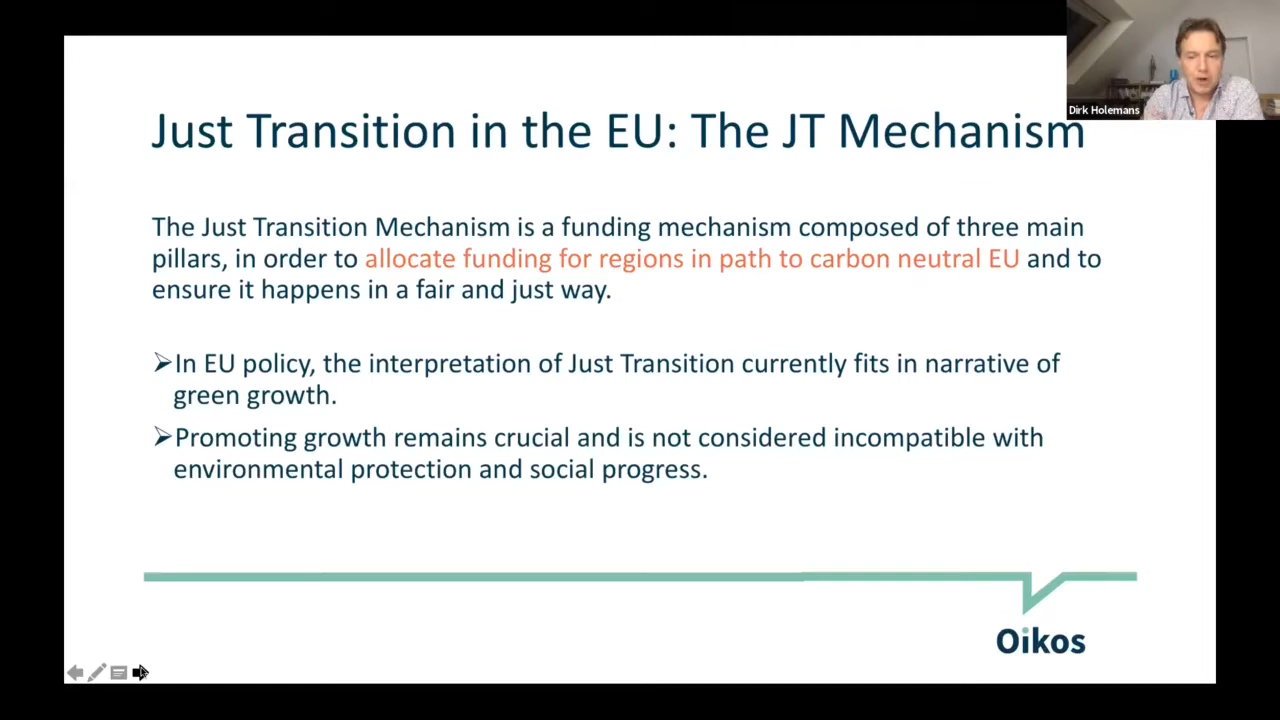 Dirk Holemans
Just Transition in the EU: The JT Mechanism
The Just Transition Mechanism is a funding mechanism composed of three main
pillars, in order to allocate funding for regions in path to carbon neutral EU and to
ensure it happens in a fair and just way.
➢In EU policy, the interpretation of Just Transition currently fits in narrative of
green growth.
➢Promoting growth remains crucial and is not considered incompatible with
environmental protection and social progress.
Oikos